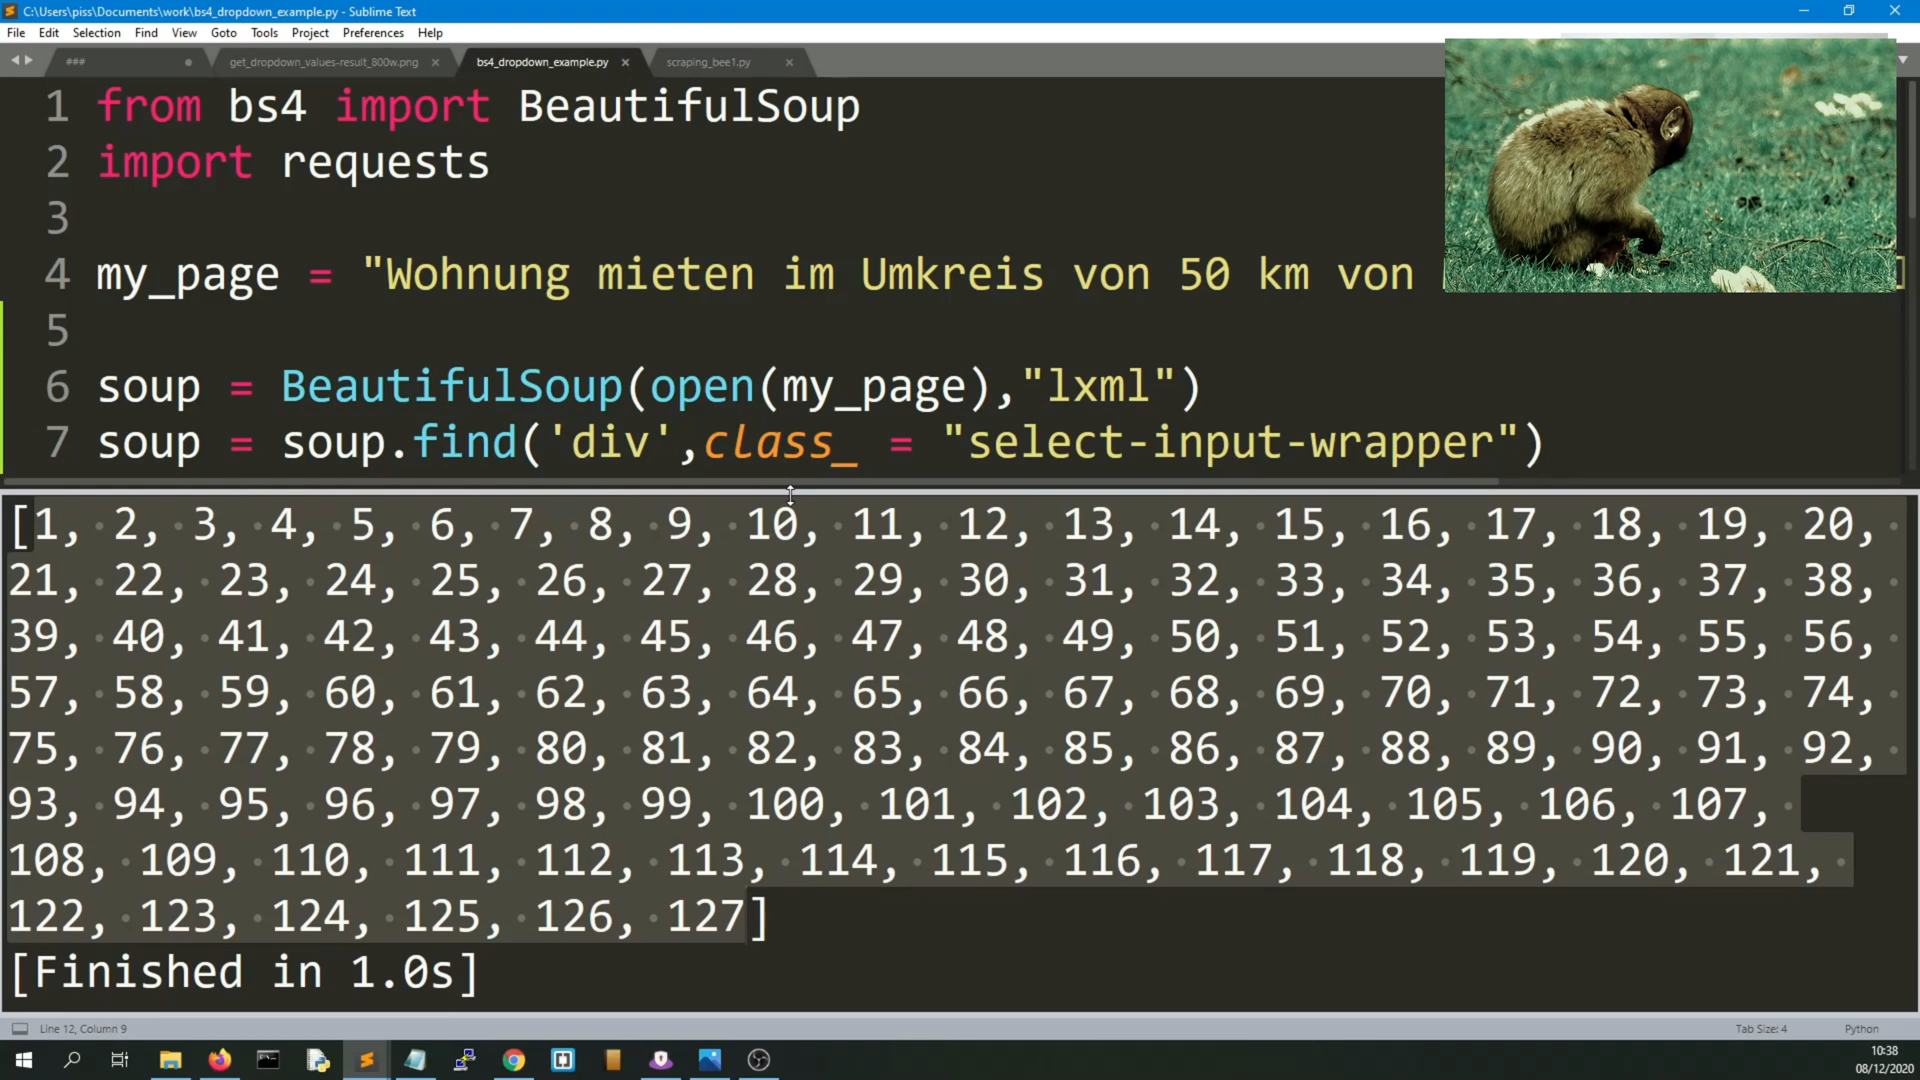 C:\Users\piss\Documents\work\bs4_dropdown_example.py - Sublime Text
File Edit Selection Find View Goto Tools Project Preferences Help
### get_dropdown_values-result_800w.png bs4_dropdown_example.py scraping_bee1.py
1 from bs4 import BeautifulSoup
2 import requests
3
4 my_page = "Wohnung mieten im Umkreis von 50 km von
5
6 soup = BeautifulSoup(open(my_page),"lxml")
7 soup = soup.find('div',class_ = "select-input-wrapper")
[1, 2, 3, 4, 5, 6, 7, 8, 9, 10, 11, 12, 13, 14, 15, 16, 17, 18, 19, 20,
21, 22, 23, 24, 25, 26, 27, 28, 29, 30, 31, 32, 33, 34, 35, 36, 37, 38,
39, 40, 41, 42, 43, 44, 45, 46, 47, 48, 49, 50, 51, 52, 53, 54, 55, 56,
57, 58, 59, 60, 61, 62, 63, 64, 65, 66, 67, 68, 69, 70, 71, 72, 73, 74,
75, 76, 77, 78, 79, 80, 81, 82, 83, 84, 85, 86, 87, 88, 89, 90, 91, 92,
93, 94, 95, 96, 97, 98, 99, 100, 101, 102, 103, 104, 105, 106, 107,
108, 109, 110, 111, 112, 113, 114, 115, 116, 117, 118, 119, 120, 121,
122, 123, 124, 125, 126, 127]
[Finished in 1.0s]
Line 12, Column 9 Tab Size: 4 Python
10:38
08/12/2020